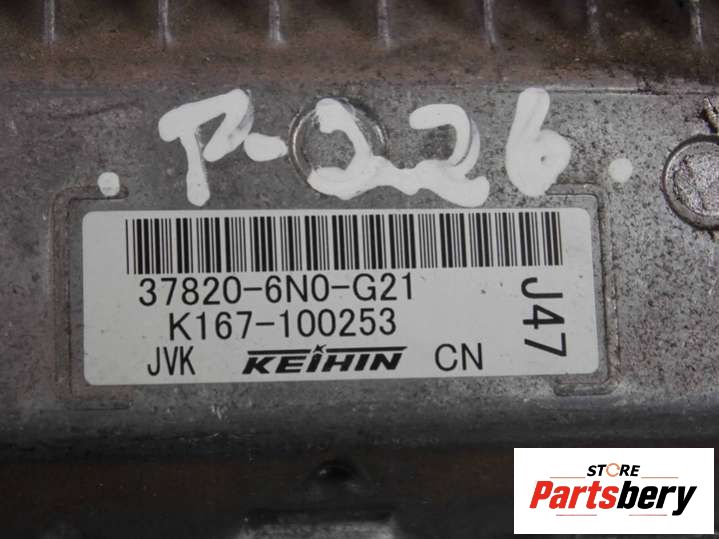 .P-226.
37820-6N0-G21
K167-100253
JVK KEIHIN CN
J47
STORE
Partsbery